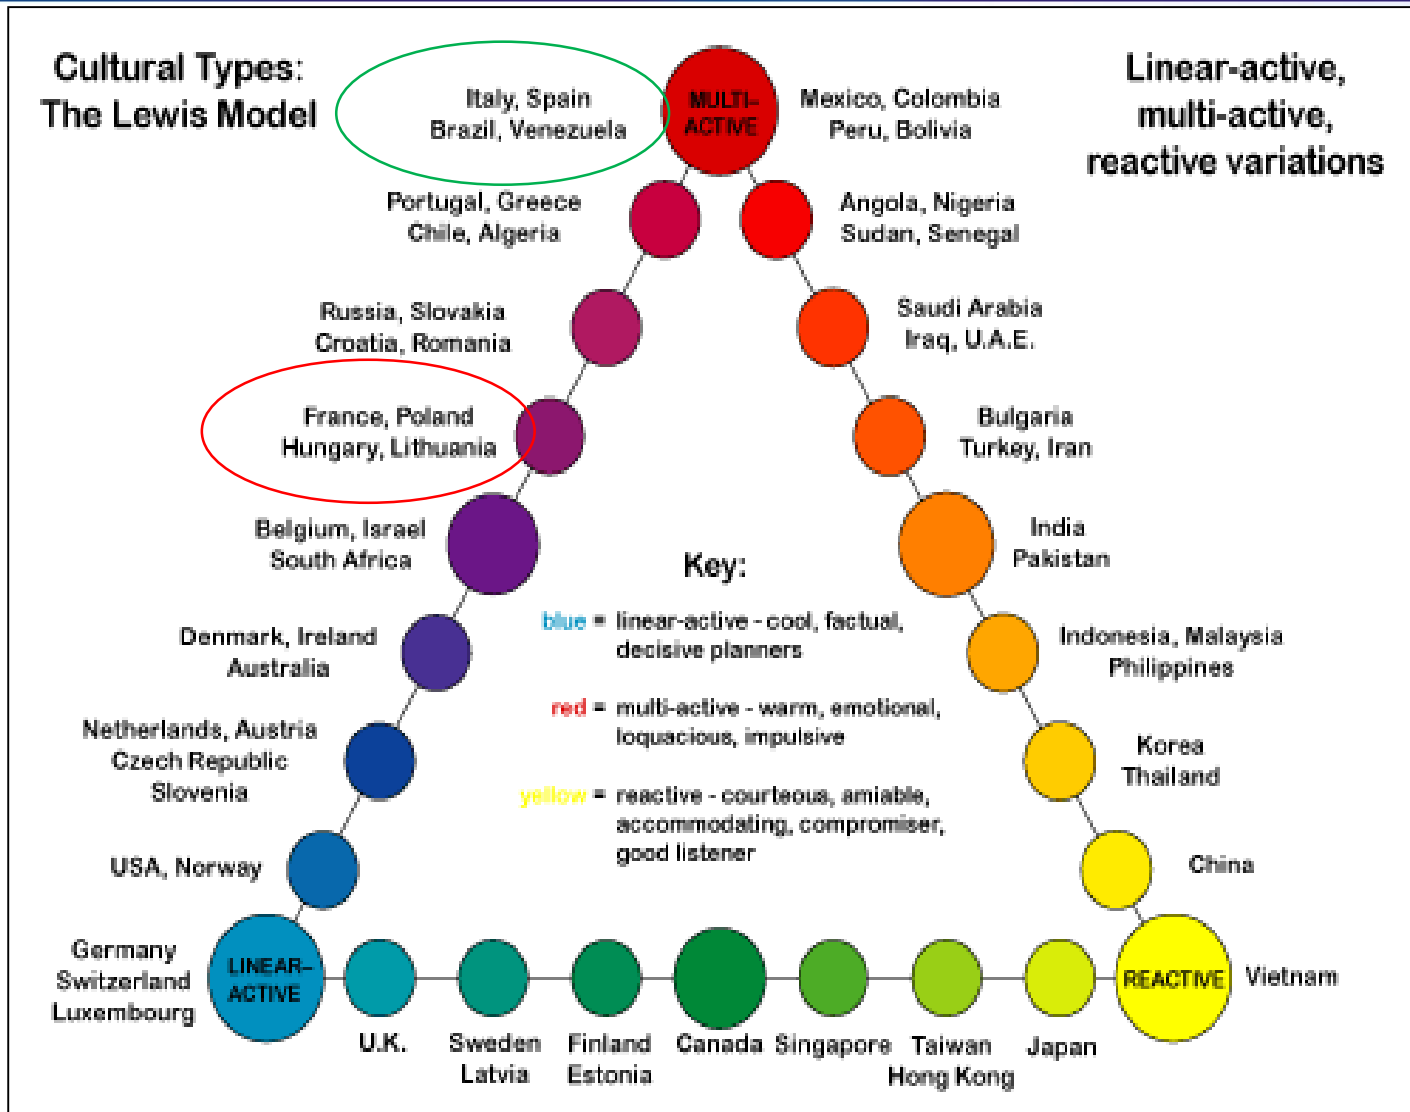 Cultural Types:
The Lewis Model
Linear-active,
multi-active,
reactive variations
MULTI-
ACTIVE
Italy, Spain
Brazil, Venezuela
Mexico, Colombia
Peru, Bolivia
Portugal, Greece
Chile, Algeria
Angola, Nigeria
Sudan, Senegal
Russia, Slovakia
Croatia, Romania
Saudi Arabia
Iraq, U.A.E.
France, Poland
Hungary, Lithuania
Bulgaria
Turkey, Iran
Belgium, Israel
South Africa
India
Pakistan
Denmark, Ireland
Australia
Indonesia, Malaysia
Philippines
Netherlands, Austria
Czech Republic
Slovenia
Korea
Thailand
USA, Norway
China
Key:
blue = linear-active - cool, factual,
decisive planners
red = multi-active - warm, emotional,
loquacious, impulsive
yellow = reactive - courteous, amiable,
accommodating, compromiser,
good listener
Germany
Switzerland
Luxembourg
LINEAR-
ACTIVE
U.K.
Sweden
Latvia
Finland
Estonia
Canada
Singapore
Taiwan
Hong Kong
Japan
REACTIVE
Vietnam